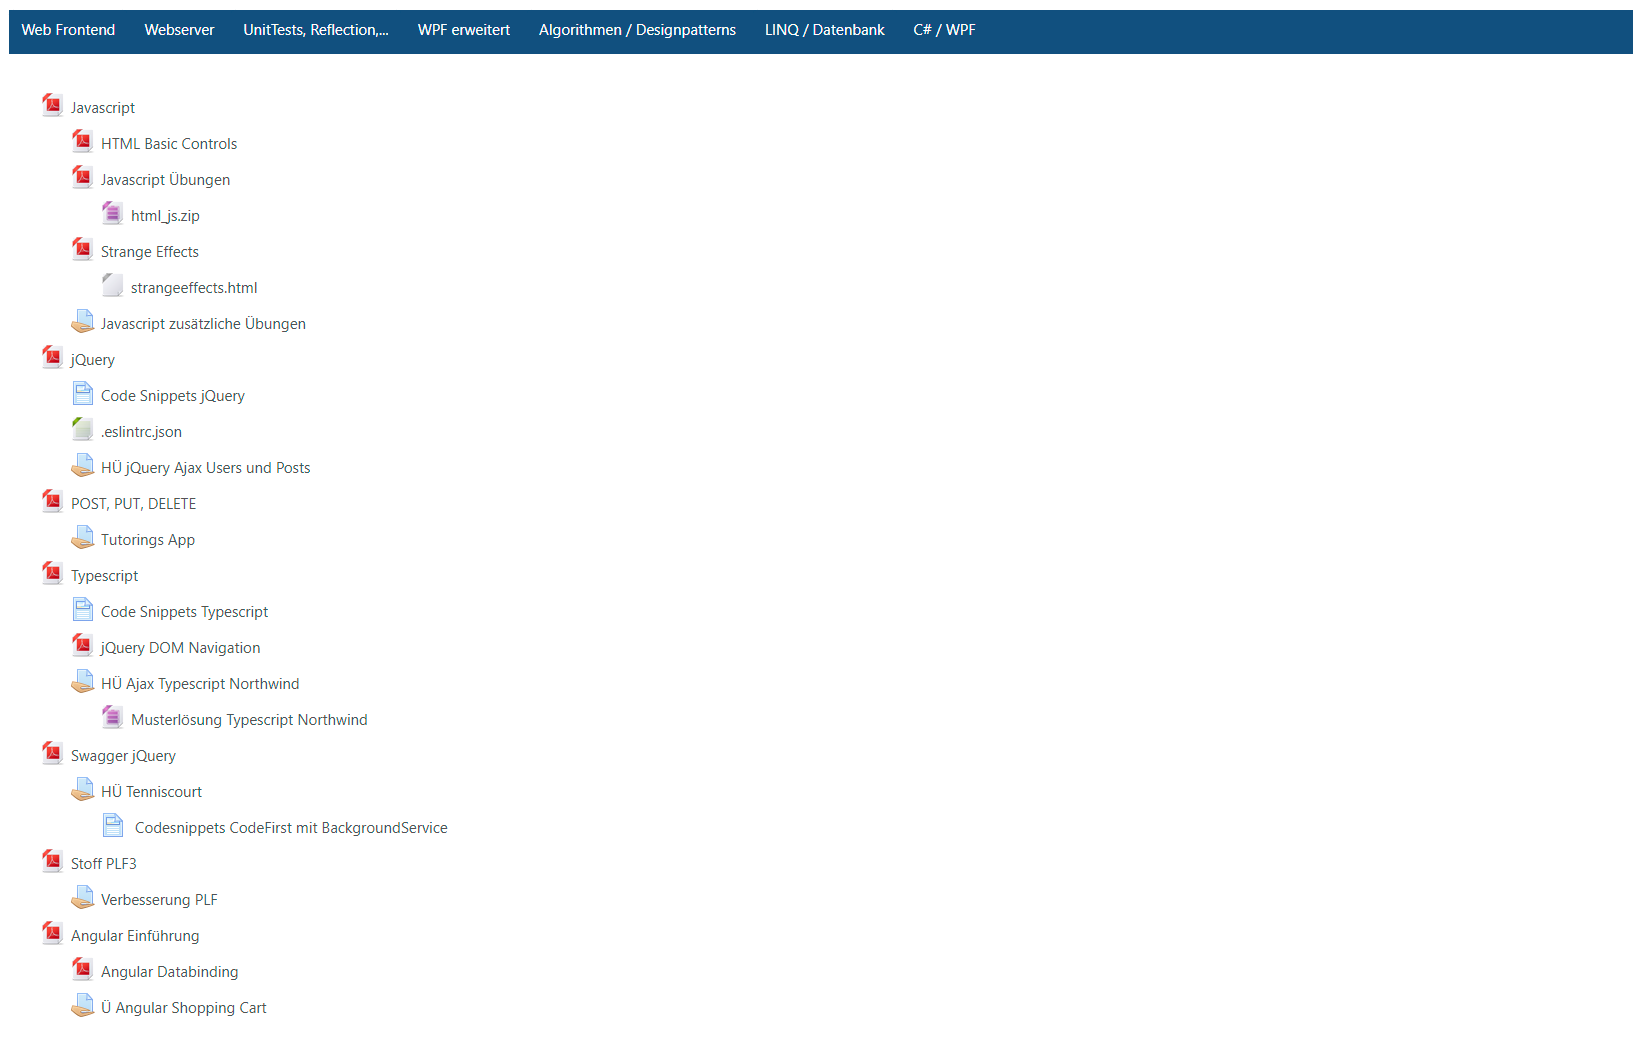 Web Frontend Webserver UnitTests, Reflection,... WPF erweitert Algorithmen / Designpatterns LINQ / Datenbank C# / WPF
Javascript
HTML Basic Controls
Javascript Übungen
html_js.zip
Strange Effects
strangeeffects.html
Javascript zusätzliche Übungen
jQuery
Code Snippets jQuery
.eslintrc.json
HÜ jQuery Ajax Users und Posts
POST, PUT, DELETE
Tutorings App
Typescript
Code Snippets Typescript
jQuery DOM Navigation
HÜ Ajax Typescript Northwind
Musterlösung Typescript Northwind
Swagger jQuery
HÜ Tenniscourt
Codesnippets CodeFirst mit BackgroundService
Stoff PLF3
Verbesserung PLF
Angular Einführung
Angular Databinding
Ü Angular Shopping Cart